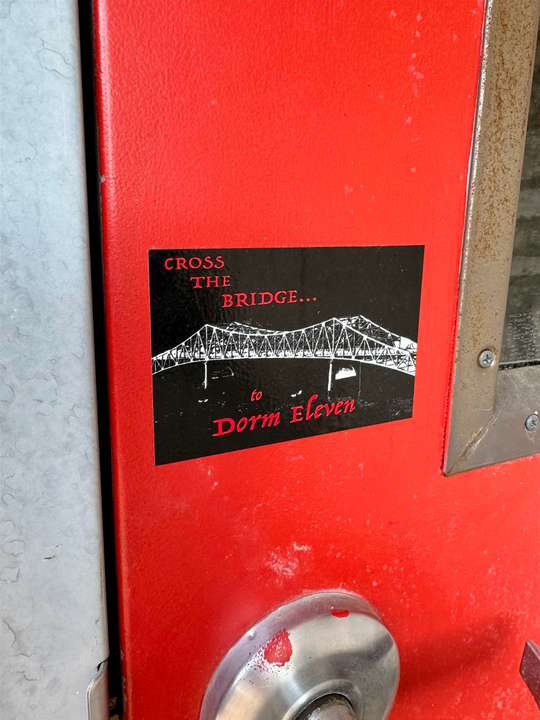 CROSS
THE
BRIDGE...
to
Dorm Eleven